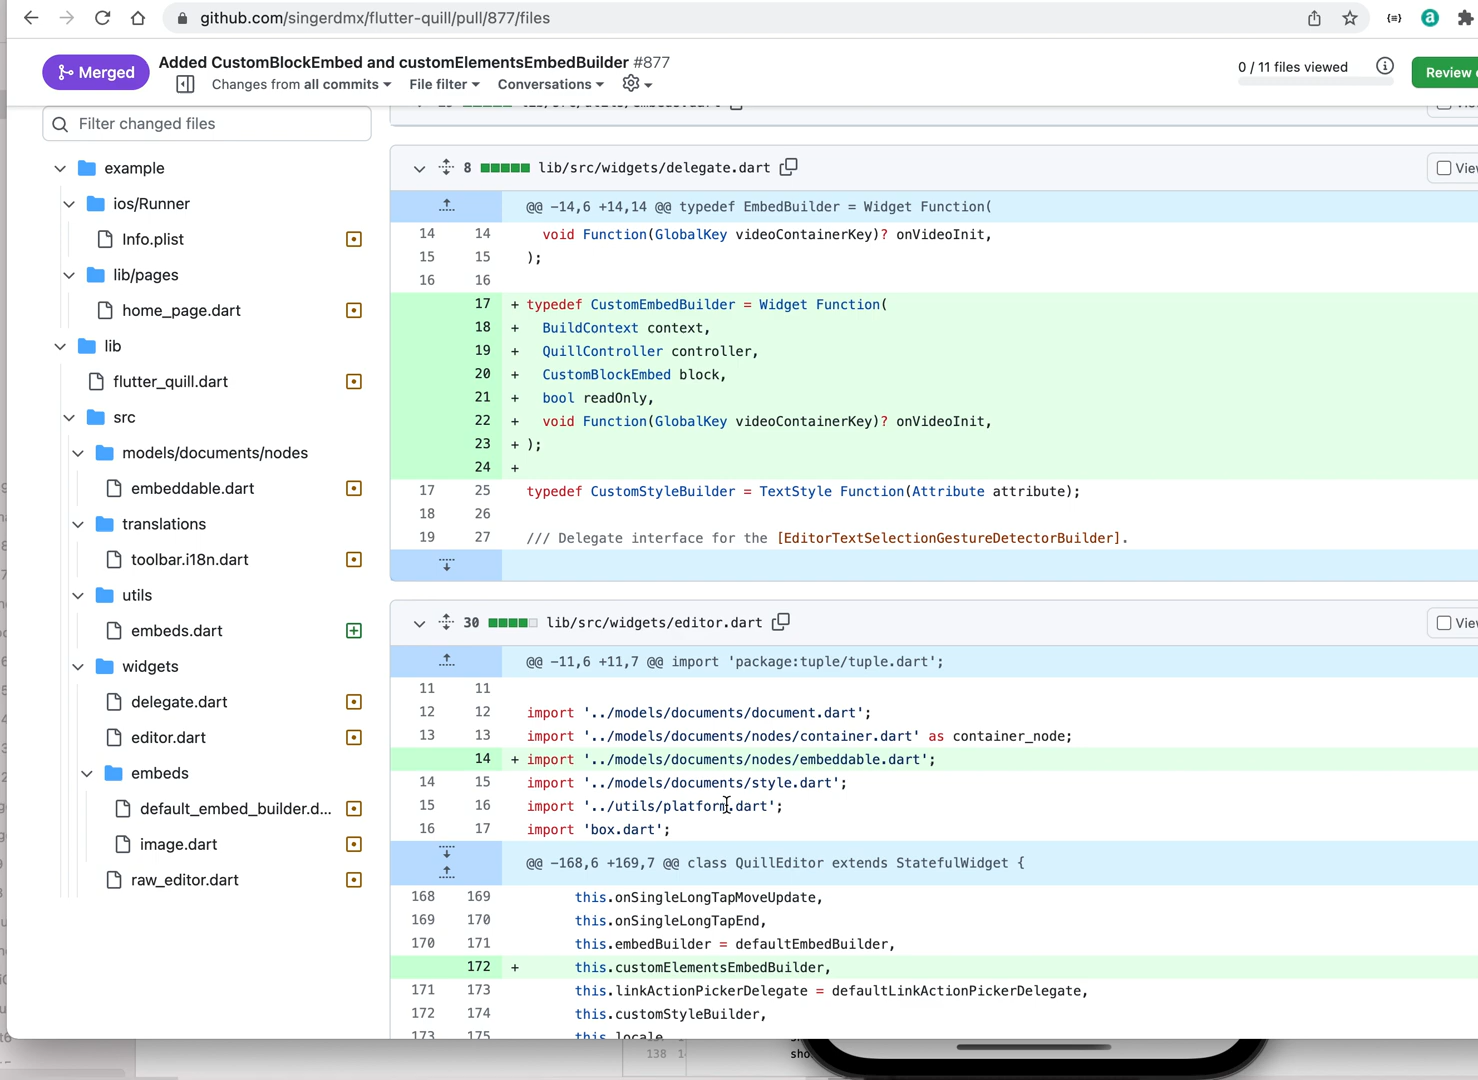 github.com/singerdmx/flutter-quill/pull/877/files
Merged
Added CustomBlockEmbed and customElementsEmbedBuilder #877
Changes from all commits
File filter
Conversations
0 / 11 files viewed
Review
Filter changed files
example
ios/Runner
Info.plist
lib/pages
home_page.dart
lib
flutter_quill.dart
src
models/documents/nodes
embeddable.dart
translations
toolbar.i18n.dart
utils
embeds.dart
widgets
delegate.dart
editor.dart
embeds
default_embed_builder.d...
image.dart
raw_editor.dart
8 lib/src/widgets/delegate.dart
@@ -14,6 +14,14 @@ typedef EmbedBuilder = Widget Function(
14 14 void Function(GlobalKey videoContainerKey)? onVideoInit,
15 15 );
16 16
17 + typedef CustomEmbedBuilder = Widget Function(
18 + BuildContext context,
19 + QuillController controller,
20 + CustomBlockEmbed block,
21 + bool readOnly,
22 + void Function(GlobalKey videoContainerKey)? onVideoInit,
23 + );
24 +
17 25 typedef CustomStyleBuilder = TextStyle Function(Attribute attribute);
18 26
19 27 /// Delegate interface for the [EditorTextSelectionGestureDetectorBuilder].
30 lib/src/widgets/editor.dart
@@ -11,6 +11,7 @@ import 'package:tuple/tuple.dart';
11 11
12 12 import '../models/documents/document.dart';
13 13 import '../models/documents/nodes/container.dart' as container_node;
14 + import '../models/documents/nodes/embeddable.dart';
14 15 import '../models/documents/style.dart';
15 16 import '../utils/platform.dart';
16 17 import 'box.dart';
@@ -168,6 +169,7 @@ class QuillEditor extends StatefulWidget {
168 169 this.onSingleLongTapMoveUpdate,
169 170 this.onSingleLongTapEnd,
170 171 this.embedBuilder = defaultEmbedBuilder,
172 + this.customElementsEmbedBuilder,
171 173 this.linkActionPickerDelegate = defaultLinkActionPickerDelegate,
172 174 this.customStyleBuilder,
173 175 this.locale
138